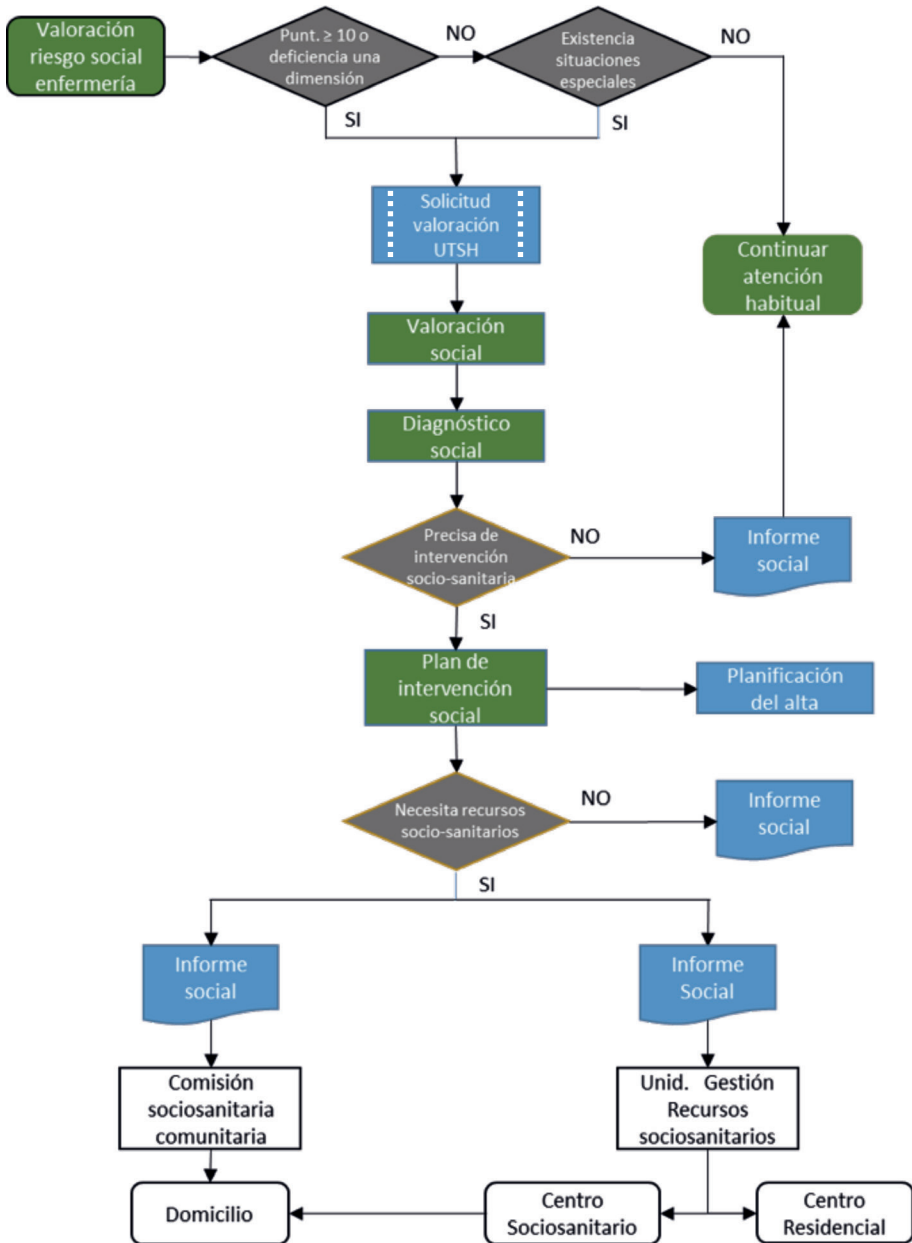 Valoración
riesgo social
enfermería
Punt. ≥ 10 o
deficiencia una
dimensión
NO
Existencia
situaciones
especiales
NO
SI
SI
Solicitud
valoración
UTSH
Continuar
atención
habitual
Valoración
social
Diagnóstico
social
Precisa de
intervención
socio-sanitaria
NO
Informe
social
SI
Plan de
intervención
social
Planificación
del alta
Necesita recursos
socio-sanitarios
NO
Informe
social
SI
Informe
social
Informe
Social
Comisión
sociosanitaria
comunitaria
Unid. Gestión
Recursos
sociosanitarios
Domicilio
Centro
Sociosanitario
Centro
Residencial